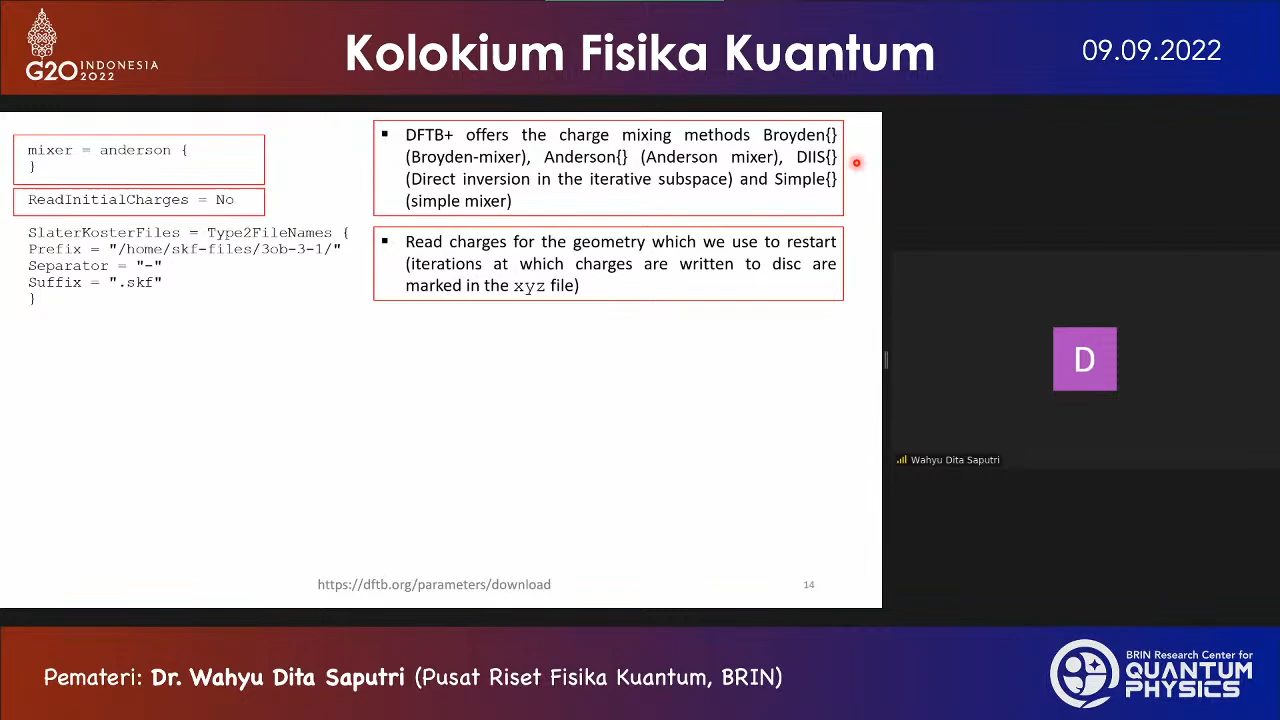 G20 INDONESIA 2022
Kolokium Fisika Kuantum
09.09.2022
mixer = anderson {
}
ReadInitialCharges = No
SlaterKosterFiles = Type2FileNames {
Prefix = "/home/skf-files/3ob-3-1/"
Separator = "-"
Suffix = ".skf"
}
▪ DFTB+ offers the charge mixing methods Broyden{}
(Broyden-mixer), Anderson{} (Anderson mixer), DIIS{}
(Direct inversion in the iterative subspace) and Simple{}
(simple mixer)
▪ Read charges for the geometry which we use to restart
(iterations at which charges are written to disc are
marked in the xyz file)
https://dftb.org/parameters/download
14
D
Wahyu Dita Saputri
Pemateri: Dr. Wahyu Dita Saputri (Pusat Riset Fisika Kuantum, BRIN)
BRIN Research Center for
QUANTUM
PHYSICS